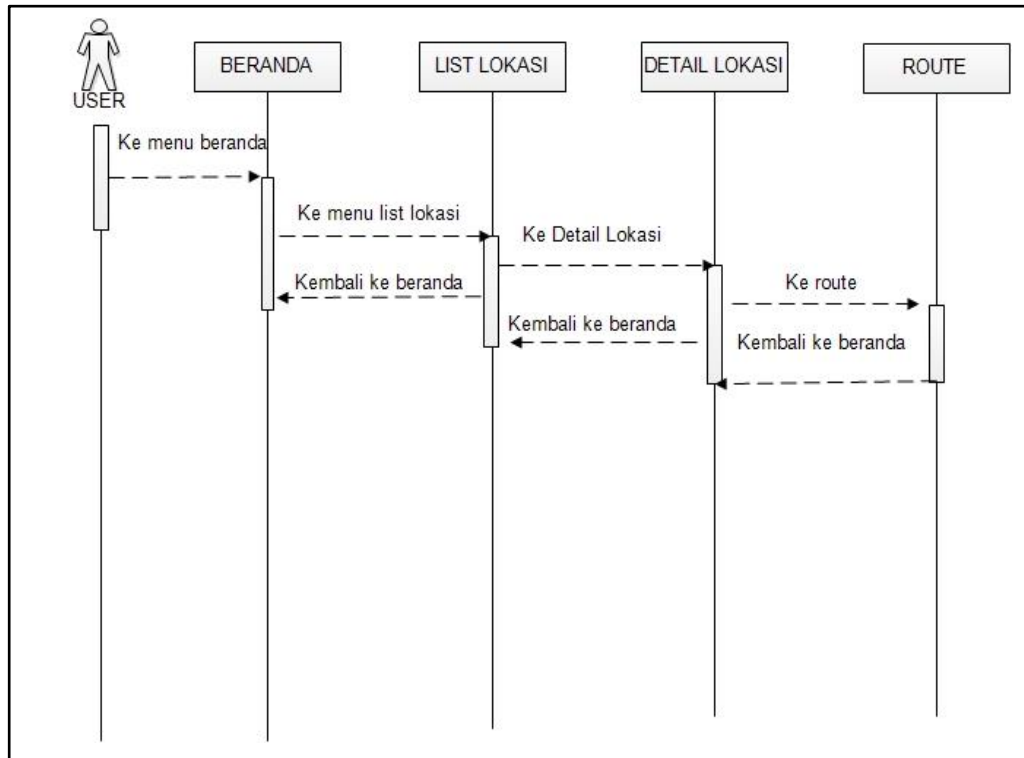 USER
BERANDA
LIST LOKASI
DETAIL LOKASI
ROUTE
Ke menu beranda
Ke menu list lokasi
Ke Detail Lokasi
Kembali ke beranda
Ke route
Kembali ke beranda
Kembali ke beranda